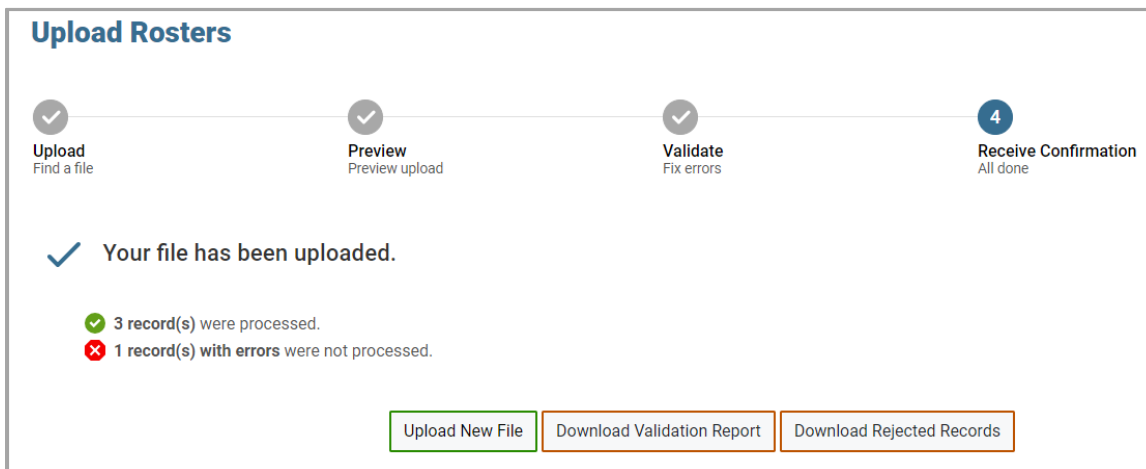 Upload Rosters
4
Upload
Find a file
Preview
Preview upload
Validate
Fix errors
Receive Confirmation
All done
Your file has been uploaded.
3 record(s) were processed.
1 record(s) with errors were not processed.
Upload New File
Download Validation Report
Download Rejected Records